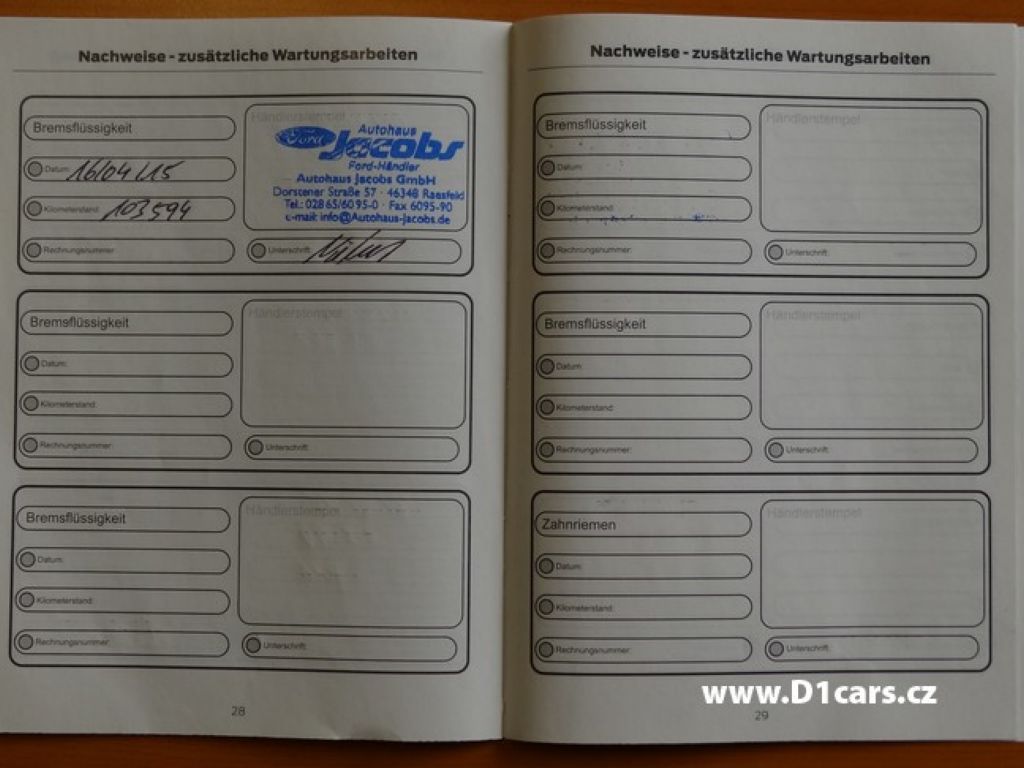 Nachweise - zusätzliche Wartungsarbeiten
Bremsflüssigkeit
Händlerstempel
Datum: 16/04/15
Kilometerstand: 103594
Rechnungsnummer:
Ford Autohaus
Jacobs
Ford-Händler
Autohaus Jacobs GmbH
Dorstener Straße 57 · 46348 Raesfeld
Tel.: 02865/6095-0 · Fax 6095-90
e-mail: info@Autohaus-Jacobs.de
Unterschrift:
Bremsflüssigkeit
Händlerstempel
Datum:
Kilometerstand:
Rechnungsnummer:
Unterschrift:
Bremsflüssigkeit
Händlerstempel
Datum:
Kilometerstand:
Rechnungsnummer:
Unterschrift:
28
Nachweise - zusätzliche Wartungsarbeiten
Bremsflüssigkeit
Händlerstempel
Datum:
Kilometerstand:
Rechnungsnummer:
Unterschrift:
Bremsflüssigkeit
Händlerstempel
Datum:
Kilometerstand:
Rechnungsnummer:
Unterschrift:
Zahnriemen
Händlerstempel
Datum:
Kilometerstand:
Rechnungsnummer:
Unterschrift:
www.D1cars.cz
29